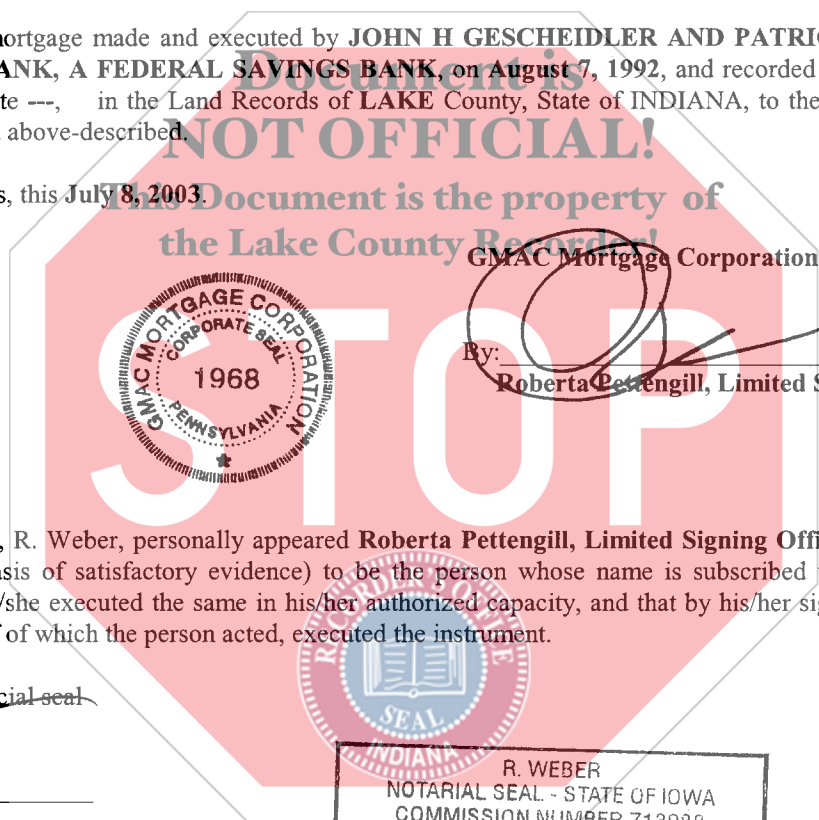 ortgage made and executed by JOHN H GESCHEIDLER AND PATRI
ANK, A FEDERAL SAVINGS BANK, on August 7, 1992, and recorded
te ---, in the Land Records of LAKE County, State of INDIANA, to the
above-described.
Document is
NOT OFFICIAL!
This Document is the property of
the Lake County Recorder!
s, this July 8, 2003.
GMAC Mortgage Corporation
By:
Roberta Pettengill, Limited S
GMAC MORTGAGE CORPORATION
CORPORATE SEAL
1968
PENNSYLVANIA
STOP
, R. Weber, personally appeared Roberta Pettengill, Limited Signing Offi
asis of satisfactory evidence) to be the person whose name is subscribed
/she executed the same in his/her authorized capacity, and that by his/her sig
of which the person acted, executed the instrument.
RECORDER'S OFFICE
SEAL
INDIANA
cial seal
R. WEBER
NOTARIAL SEAL - STATE OF IOWA
COMMISSION NUMBER